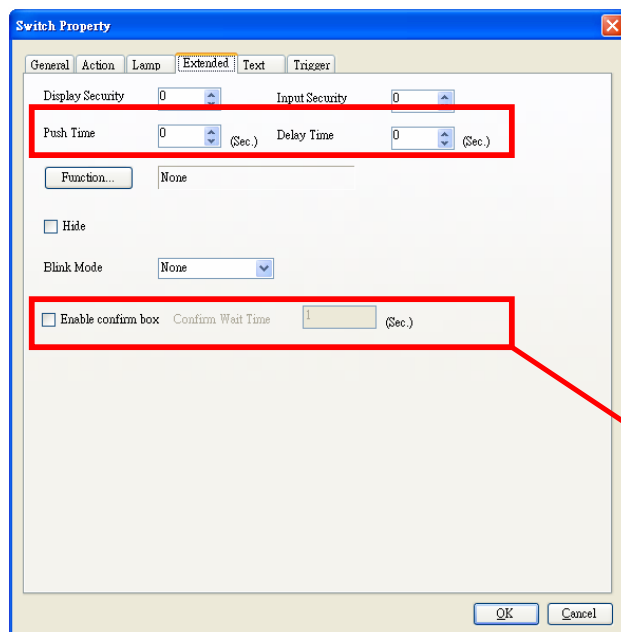 Switch Property
General Action Lamp Extended Text Trigger
Display Security 0 Input Security 0
Push Time 0 (Sec.) Delay Time 0 (Sec.)
Function... None
Hide
Blink Mode None
Enable confirm box Confirm Wait Time 1 (Sec.)
OK Cancel